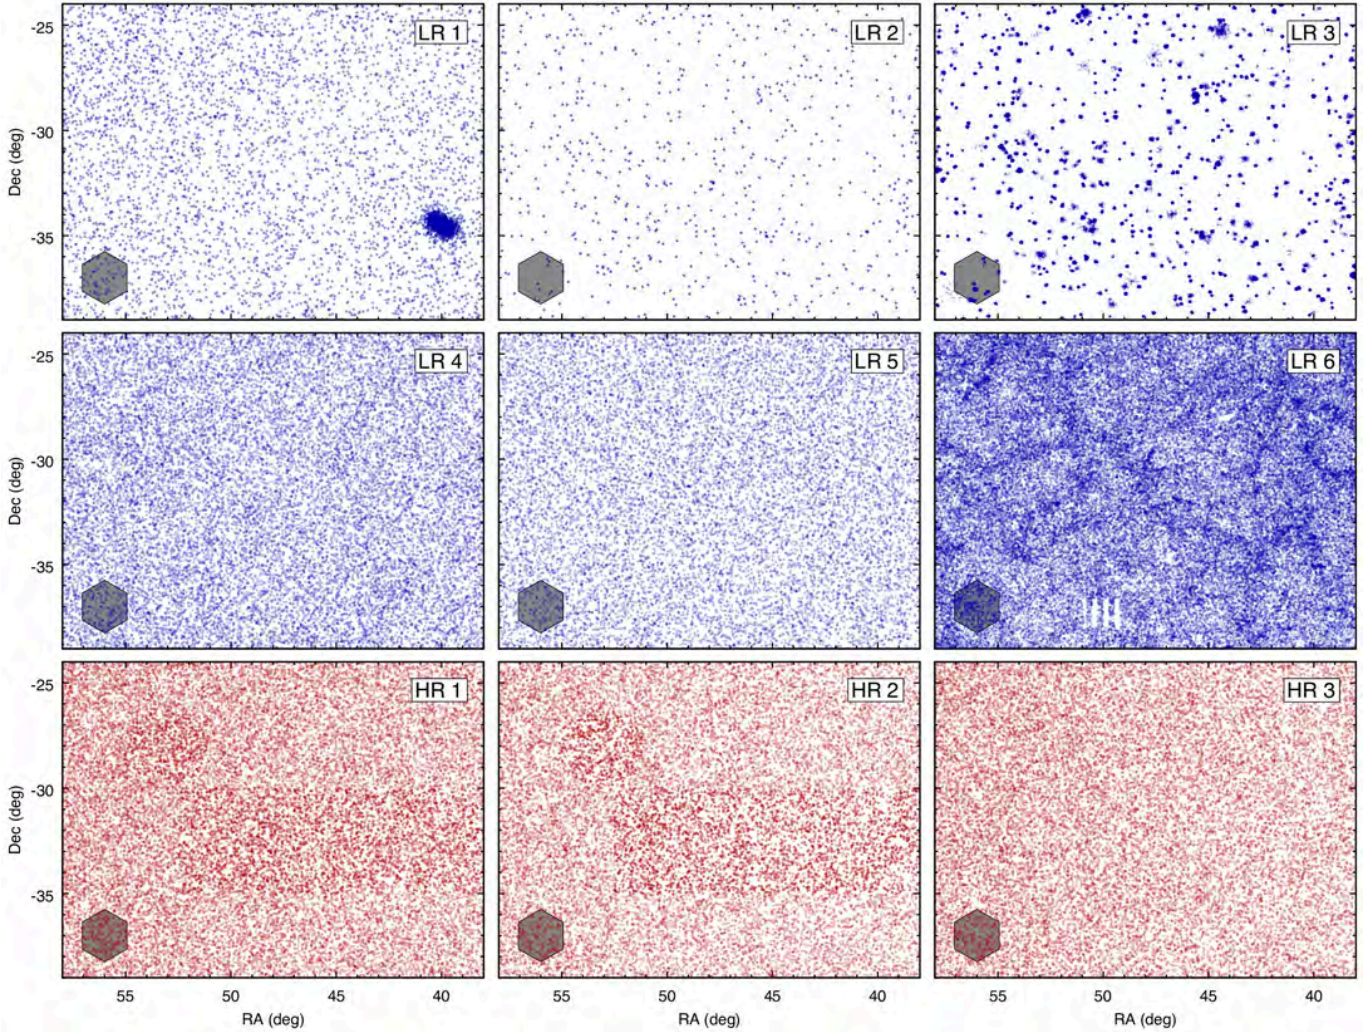 LR 1
LR 2
LR 3
-25
-30
-35
Dec (deg)
LR 4
LR 5
LR 6
-25
-30
-35
Dec (deg)
HR 1
HR 2
HR 3
-25
-30
-35
Dec (deg)
55 50 45 40 55 50 45 40 55 50 45 40
RA (deg) RA (deg) RA (deg)